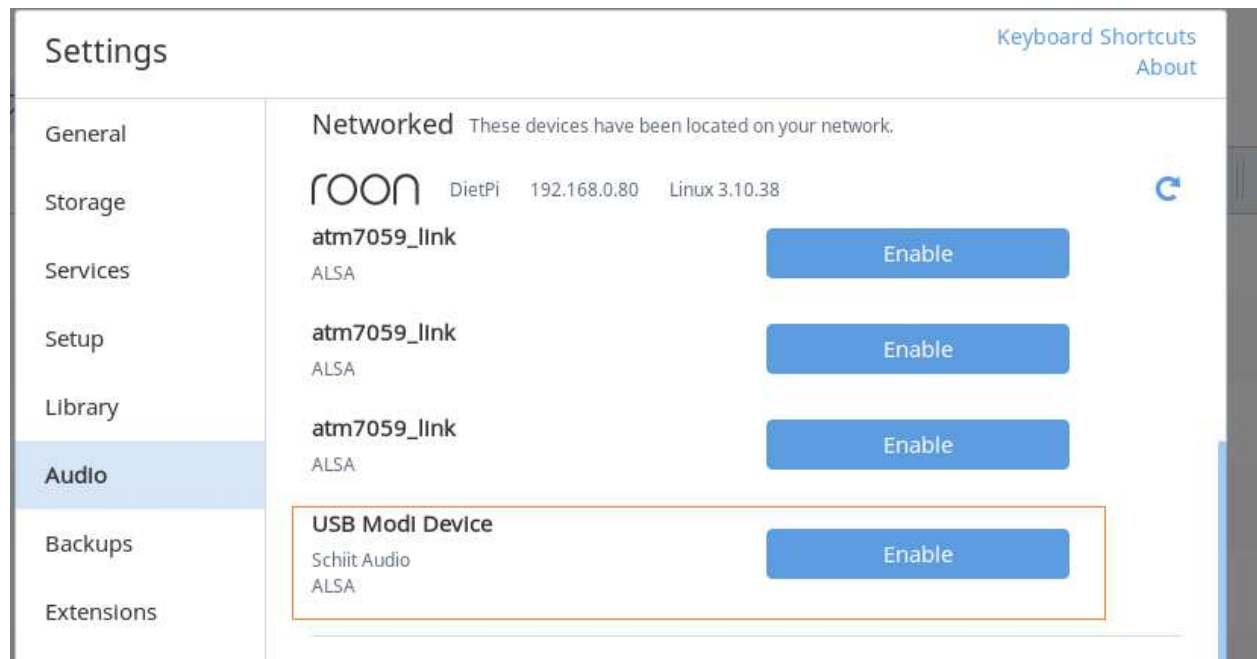 Settings
Keyboard Shortcuts
About
General
Storage
Services
Setup
Library
Audio
Backups
Extensions
Networked These devices have been located on your network.
roon DietPi 192.168.0.80 Linux 3.10.38
atm7059_link
ALSA
Enable
atm7059_link
ALSA
Enable
atm7059_link
ALSA
Enable
USB Modi Device
Schiit Audio
ALSA
Enable